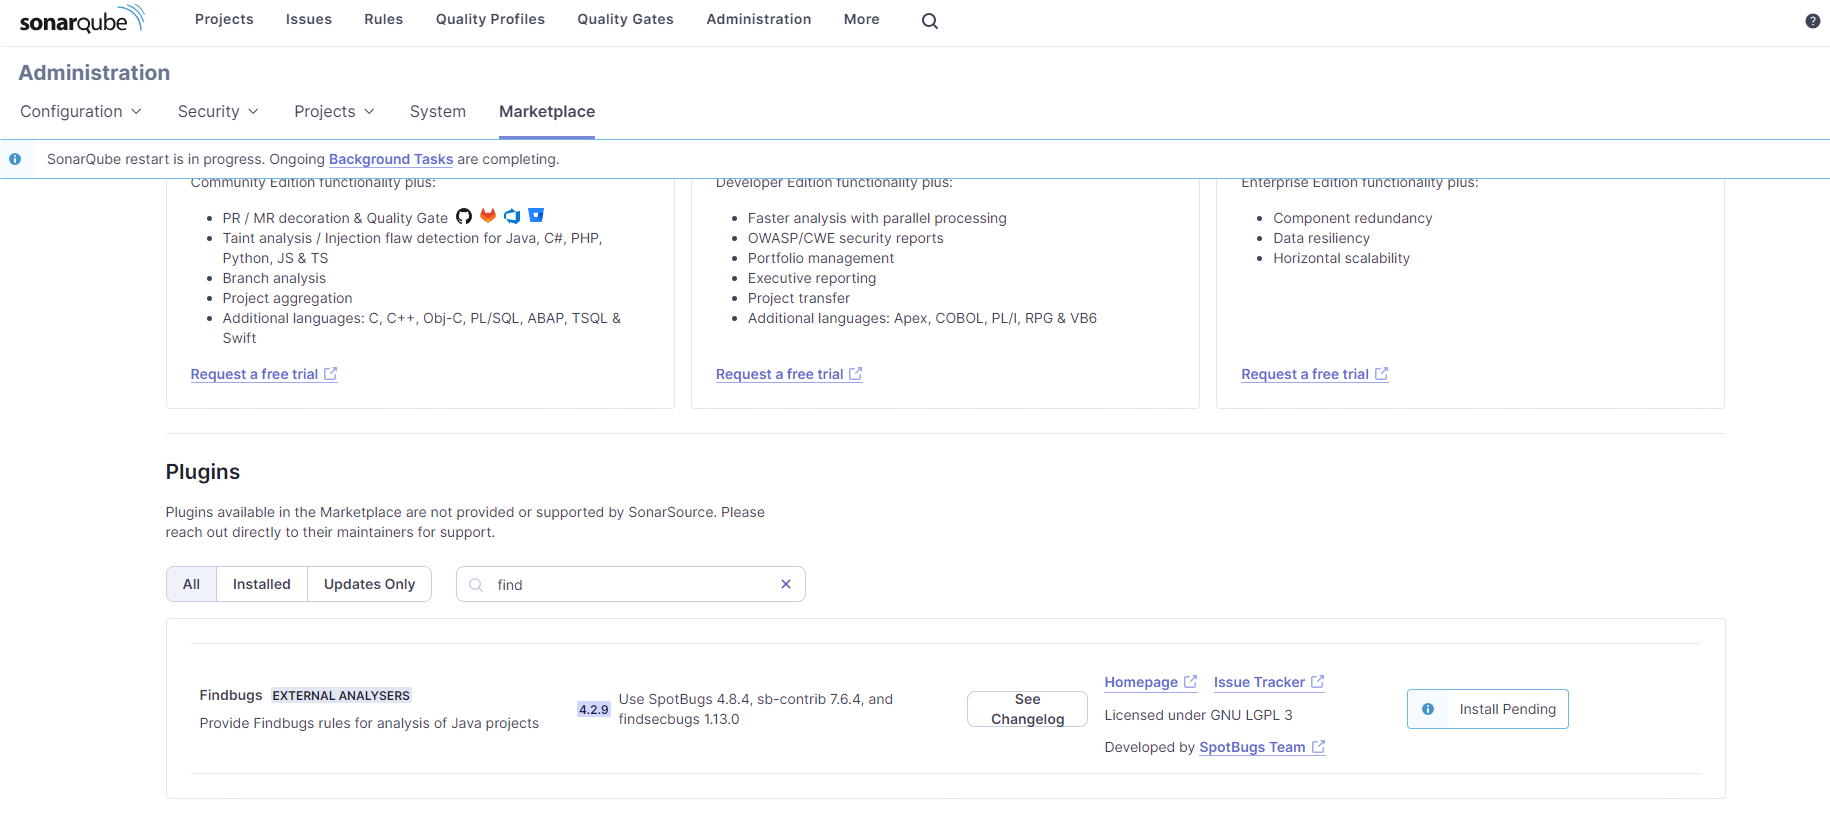 sonarqube
Projects Issues Rules Quality Profiles Quality Gates Administration More
?
Administration
Configuration Security Projects System Marketplace
SonarQube restart is in progress. Ongoing Background Tasks are completing.
Community Edition functionality plus:
PR / MR decoration & Quality Gate
Taint analysis / Injection flaw detection for Java, C#, PHP,
Python, JS & TS
Branch analysis
Project aggregation
Additional languages: C, C++, Obj-C, PL/SQL, ABAP, TSQL &
Swift
Request a free trial
Developer Edition functionality plus:
Faster analysis with parallel processing
OWASP/CWE security reports
Portfolio management
Executive reporting
Project transfer
Additional languages: Apex, COBOL, PL/I, RPG & VB6
Request a free trial
Enterprise Edition functionality plus:
Component redundancy
Data resiliency
Horizontal scalability
Request a free trial
Plugins
Plugins available in the Marketplace are not provided or supported by SonarSource. Please
reach out directly to their maintainers for support.
All Installed Updates Only find
Findbugs EXTERNAL ANALYSERS
Provide Findbugs rules for analysis of Java projects
4.2.9
Use SpotBugs 4.8.4, sb-contrib 7.6.4, and
findsecbugs 1.13.0
See
Changelog
Homepage Issue Tracker
Licensed under GNU LGPL 3
Developed by SpotBugs Team
Install Pending